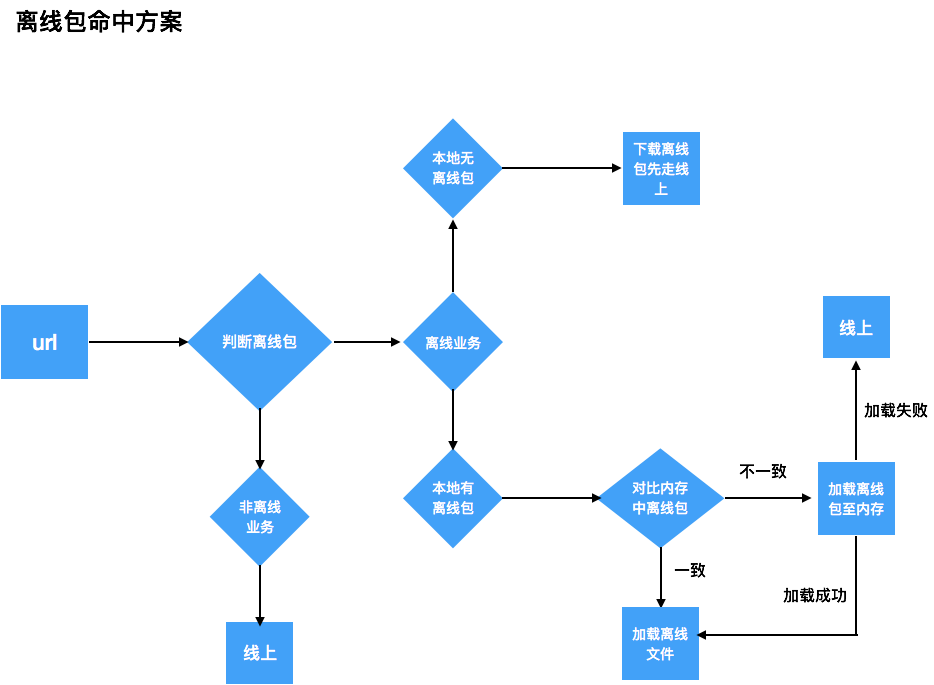 离线包命中方案
本地无
离线包
下载离线
包先走线
上
url
判断离线包
离线业务
线上
加载失败
非离线
业务
本地有
离线包
对比内存
中离线包
不一致
加载离线
包至内存
一致
加载成功
线上
加载离线
文件